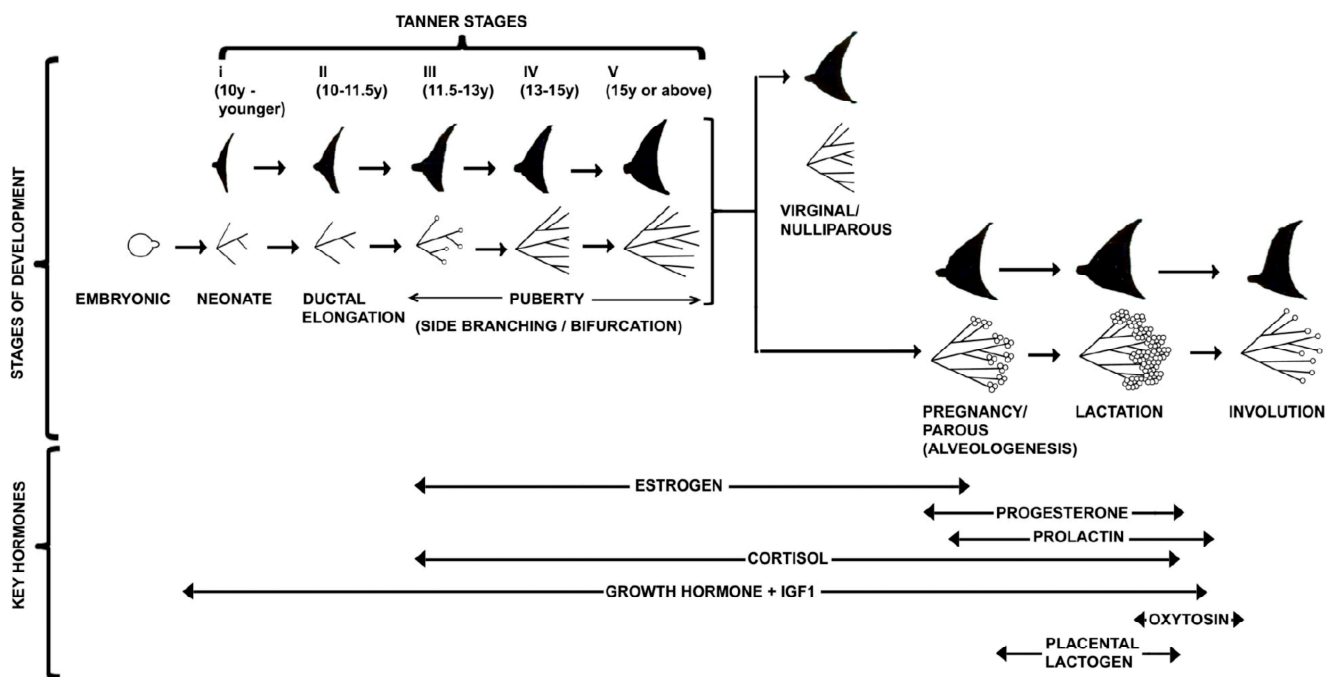 TANNER STAGES
i
(10y -
younger)
II
(10-11.5y)
III
(11.5-13y)
IV
(13-15y)
V
(15y or above)
STAGES OF DEVELOPMENT
EMBRYONIC
NEONATE
DUCTAL
ELONGATION
PUBERTY
(SIDE BRANCHING / BIFURCATION)
VIRGINAL/
NULLIPAROUS
PREGNANCY/
PAROUS
(ALVEOLOGENESIS)
LACTATION
INVOLUTION
KEY HORMONES
ESTROGEN
PROGESTERONE
PROLACTIN
CORTISOL
GROWTH HORMONE + IGF1
OXYTOSIN
PLACENTAL
LACTOGEN